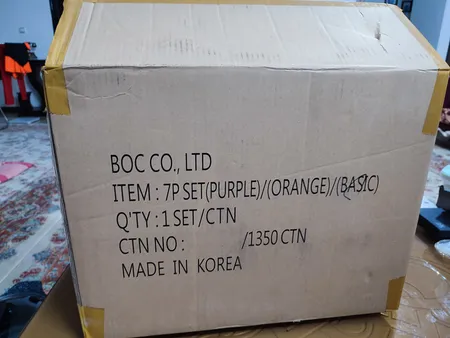 BOC CO., LTD
ITEM : 7P SET(PURPLE)/(ORANGE)/(BASIC)
Q'TY : 1 SET/CTN
CTN NO : /1350 CTN
MADE IN KOREA